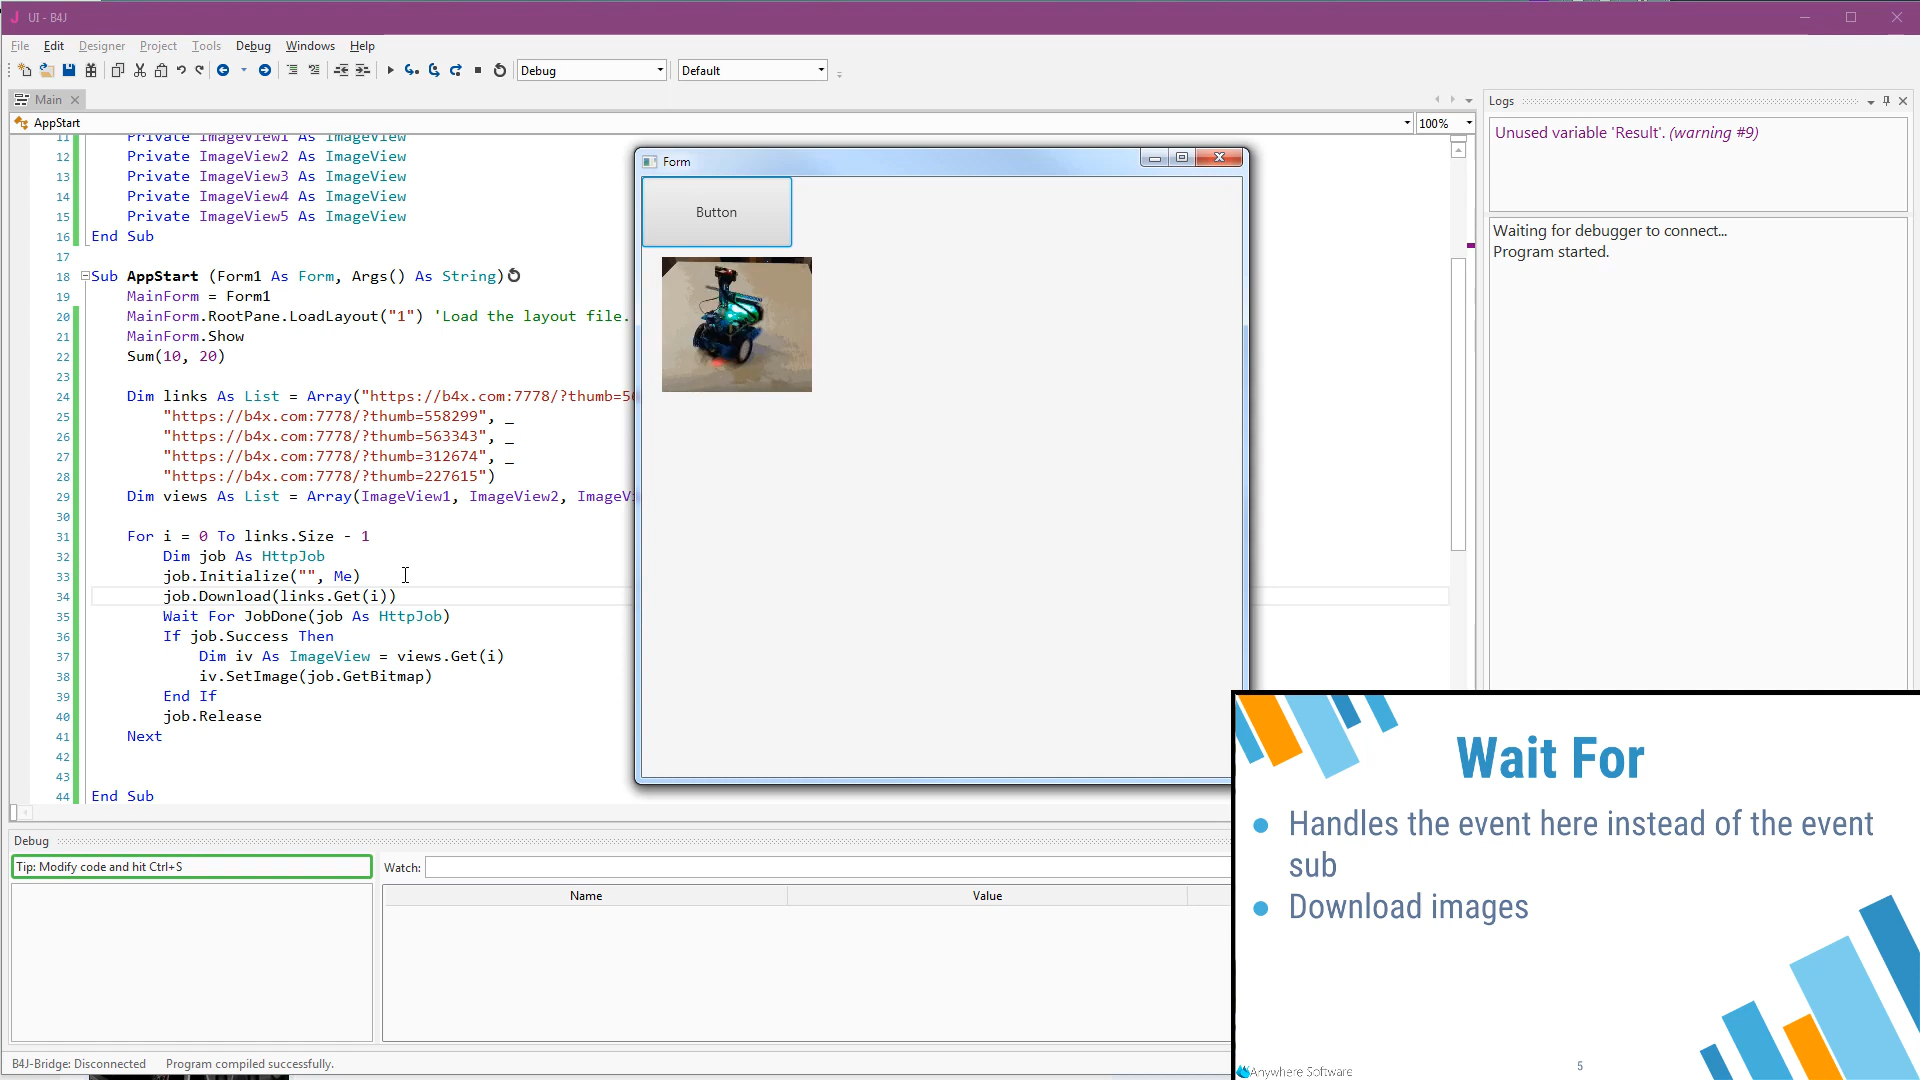 UI - B4J
File Edit Designer Project Tools Debug Windows Help
Debug Default
Main
AppStart 100%
11 Private ImageView1 As ImageView
12 Private ImageView2 As ImageView
13 Private ImageView3 As ImageView
14 Private ImageView4 As ImageView
15 Private ImageView5 As ImageView
16 End Sub
17
18 Sub AppStart (Form1 As Form, Args() As String)
19 MainForm = Form1
20 MainForm.RootPane.LoadLayout("1") 'Load the layout file.
21 MainForm.Show
22 Sum(10, 20)
23
24 Dim links As List = Array("https://b4x.com:7778/?thumb=5
25 "https://b4x.com:7778/?thumb=558299", _
26 "https://b4x.com:7778/?thumb=563343", _
27 "https://b4x.com:7778/?thumb=312674", _
28 "https://b4x.com:7778/?thumb=227615")
29 Dim views As List = Array(ImageView1, ImageView2, ImageV
30
31 For i = 0 To links.Size - 1
32 Dim job As HttpJob
33 job.Initialize("", Me)
34 job.Download(links.Get(i))
35 Wait For JobDone(job As HttpJob)
36 If job.Success Then
37 Dim iv As ImageView = views.Get(i)
38 iv.SetImage(job.GetBitmap)
39 End If
40 job.Release
41 Next
42
43
44 End Sub
Form
Button
Logs
Unused variable 'Result'. (warning #9)
Waiting for debugger to connect...
Program started.
Debug
Tip: Modify code and hit Ctrl+S
Watch:
Name Value
B4J-Bridge: Disconnected Program compiled successfully.
Wait For
Handles the event here instead of the event
sub
Download images
Anywhere Software
5